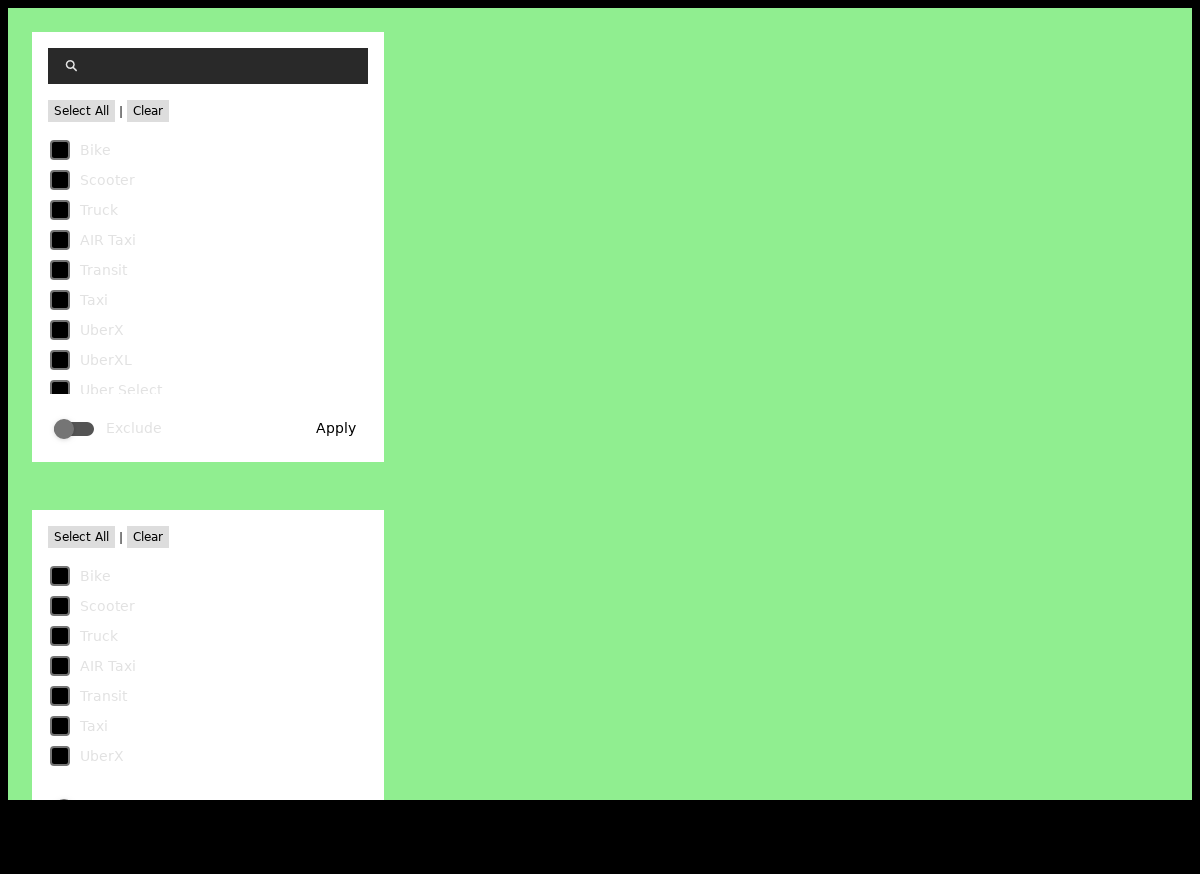 Select All | Clear
Bike
Scooter
Truck
AIR Taxi
Transit
Taxi
UberX
UberXL
Uber Select
Exclude Apply
Select All | Clear
Bike
Scooter
Truck
AIR Taxi
Transit
Taxi
UberX